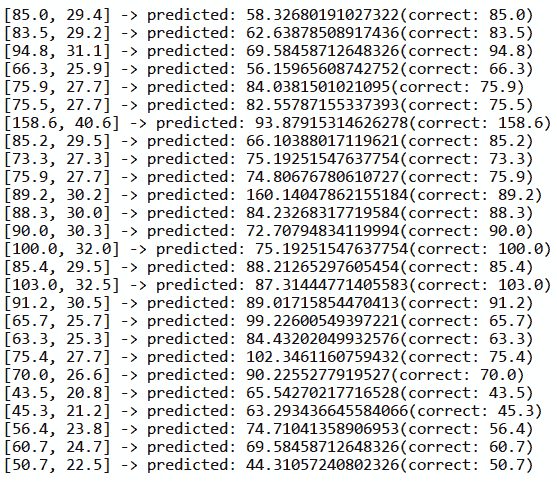 [85.0, 29.4] -> predicted: 58.32680191027322(correct: 85.0)
[83.5, 29.2] -> predicted: 62.63878508917436(correct: 83.5)
[94.8, 31.1] -> predicted: 69.58458712648326(correct: 94.8)
[66.3, 25.9] -> predicted: 56.15965608742752(correct: 66.3)
[75.9, 27.7] -> predicted: 84.0381501021095(correct: 75.9)
[75.5, 27.7] -> predicted: 82.55787155337393(correct: 75.5)
[158.6, 40.6] -> predicted: 93.87915314626278(correct: 158.6)
[85.2, 29.5] -> predicted: 66.10388017119621(correct: 85.2)
[73.3, 27.3] -> predicted: 75.19251547637754(correct: 73.3)
[75.9, 27.7] -> predicted: 74.80676780610727(correct: 75.9)
[89.2, 30.2] -> predicted: 160.14047862155184(correct: 89.2)
[88.3, 30.0] -> predicted: 84.23268317719584(correct: 88.3)
[90.0, 30.3] -> predicted: 72.70794834119994(correct: 90.0)
[100.0, 32.0] -> predicted: 75.19251547637754(correct: 100.0)
[85.4, 29.5] -> predicted: 88.21265297605454(correct: 85.4)
[103.0, 32.5] -> predicted: 87.31444771405583(correct: 103.0)
[91.2, 30.5] -> predicted: 89.01715854470413(correct: 91.2)
[65.7, 25.7] -> predicted: 99.22600549397221(correct: 65.7)
[63.3, 25.3] -> predicted: 84.43202049932576(correct: 63.3)
[75.4, 27.7] -> predicted: 102.3461160759432(correct: 75.4)
[70.0, 26.6] -> predicted: 90.2255277919527(correct: 70.0)
[43.5, 20.8] -> predicted: 65.54270217716528(correct: 43.5)
[45.3, 21.2] -> predicted: 63.293436645584066(correct: 45.3)
[56.4, 23.8] -> predicted: 74.71041358906953(correct: 56.4)
[60.7, 24.7] -> predicted: 69.58458712648326(correct: 60.7)
[50.7, 22.5] -> predicted: 44.31057240802326(correct: 50.7)